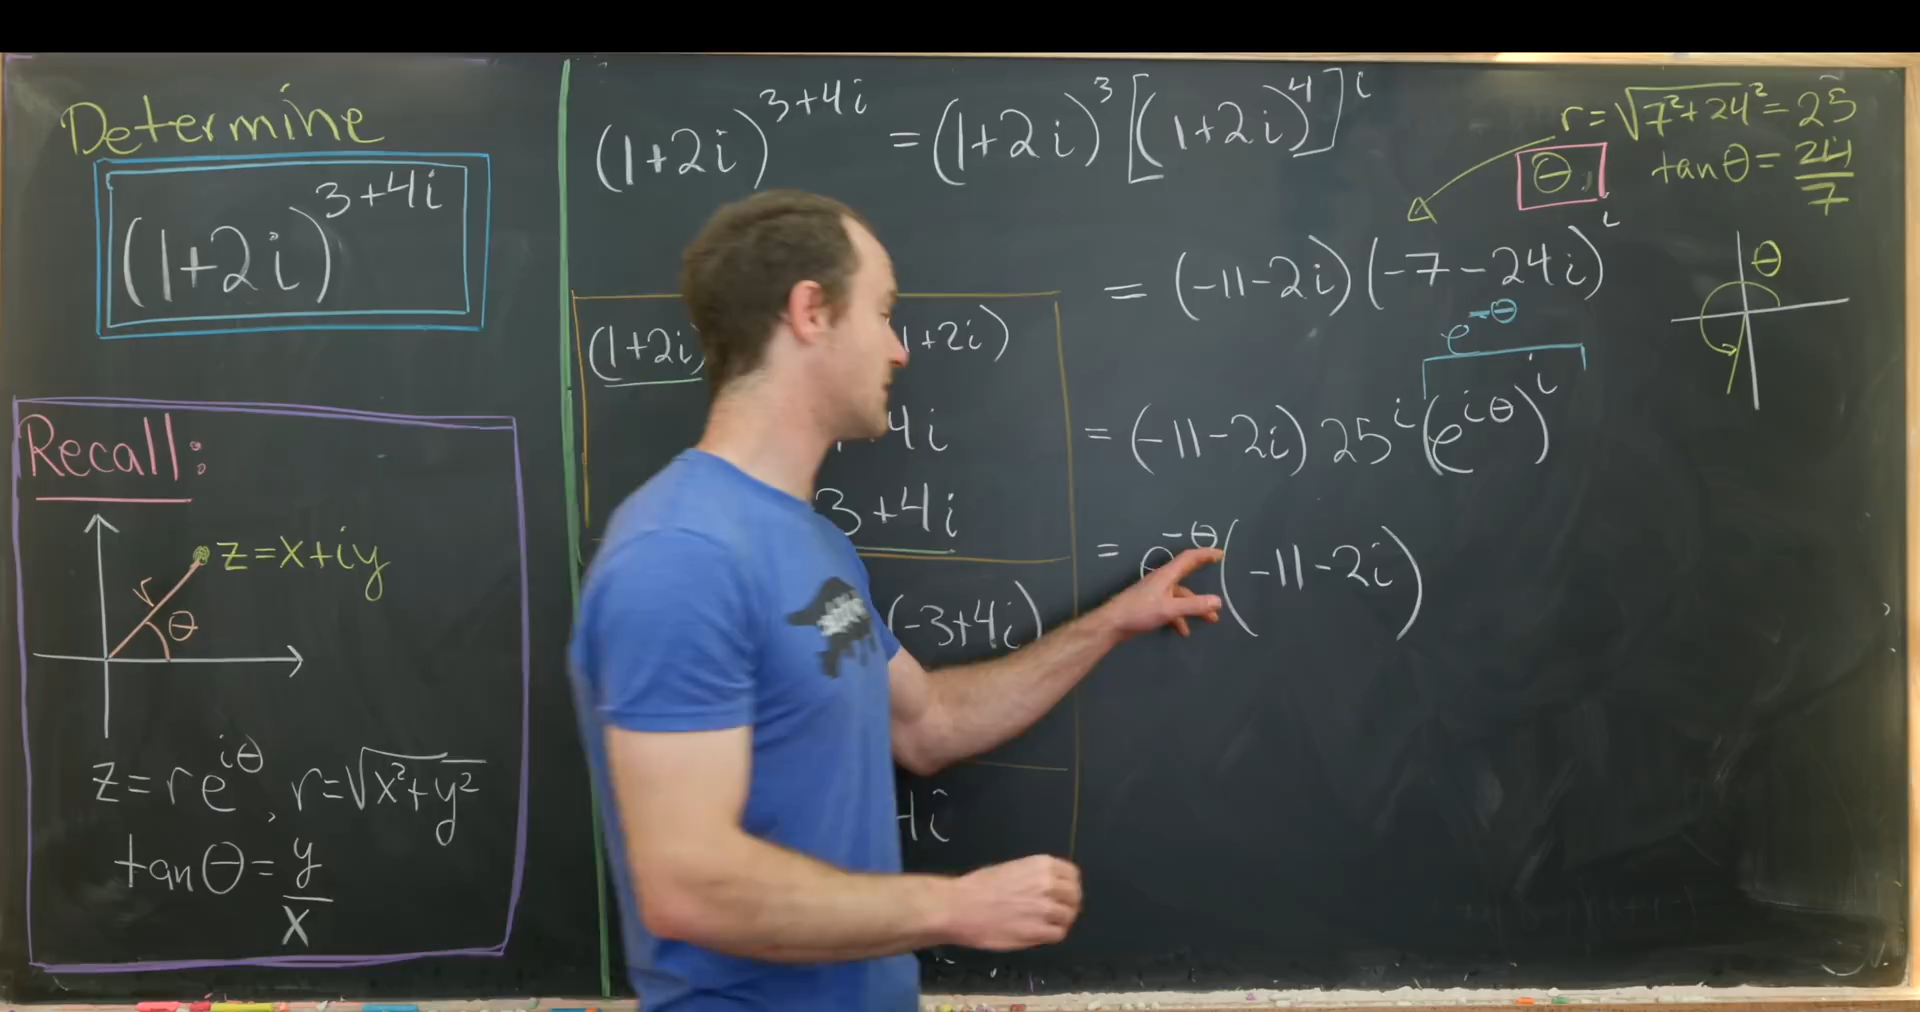 Determine
(1+2i)^{3+4i}
Recall:
z=x+iy
r
θ
z=re^{iθ}, r=√(x²+y²)
tanθ=y/x
(1+2i)^{3+4i} = (1+2i)^3 [(1+2i)^4]^i
r=√(7²+24²)=25
θ
tanθ=24/7
= (-11-2i)(-7-24i)^i
θ
e^{-θ}
= (-11-2i) 25^i (e^{iθ})^i
= e^{-θ}(-11-2i)
(1+2i) 1+2i)
4i
3+4i
(-3+4i)
4i